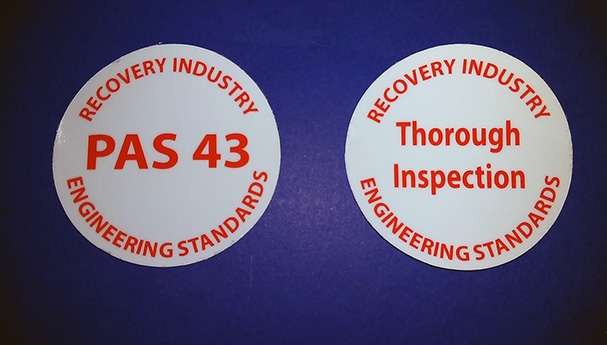 RECOVERY INDUSTRY
PAS 43
ENGINEERING STANDARDS
RECOVERY INDUSTRY
Thorough
Inspection
ENGINEERING STANDARDS